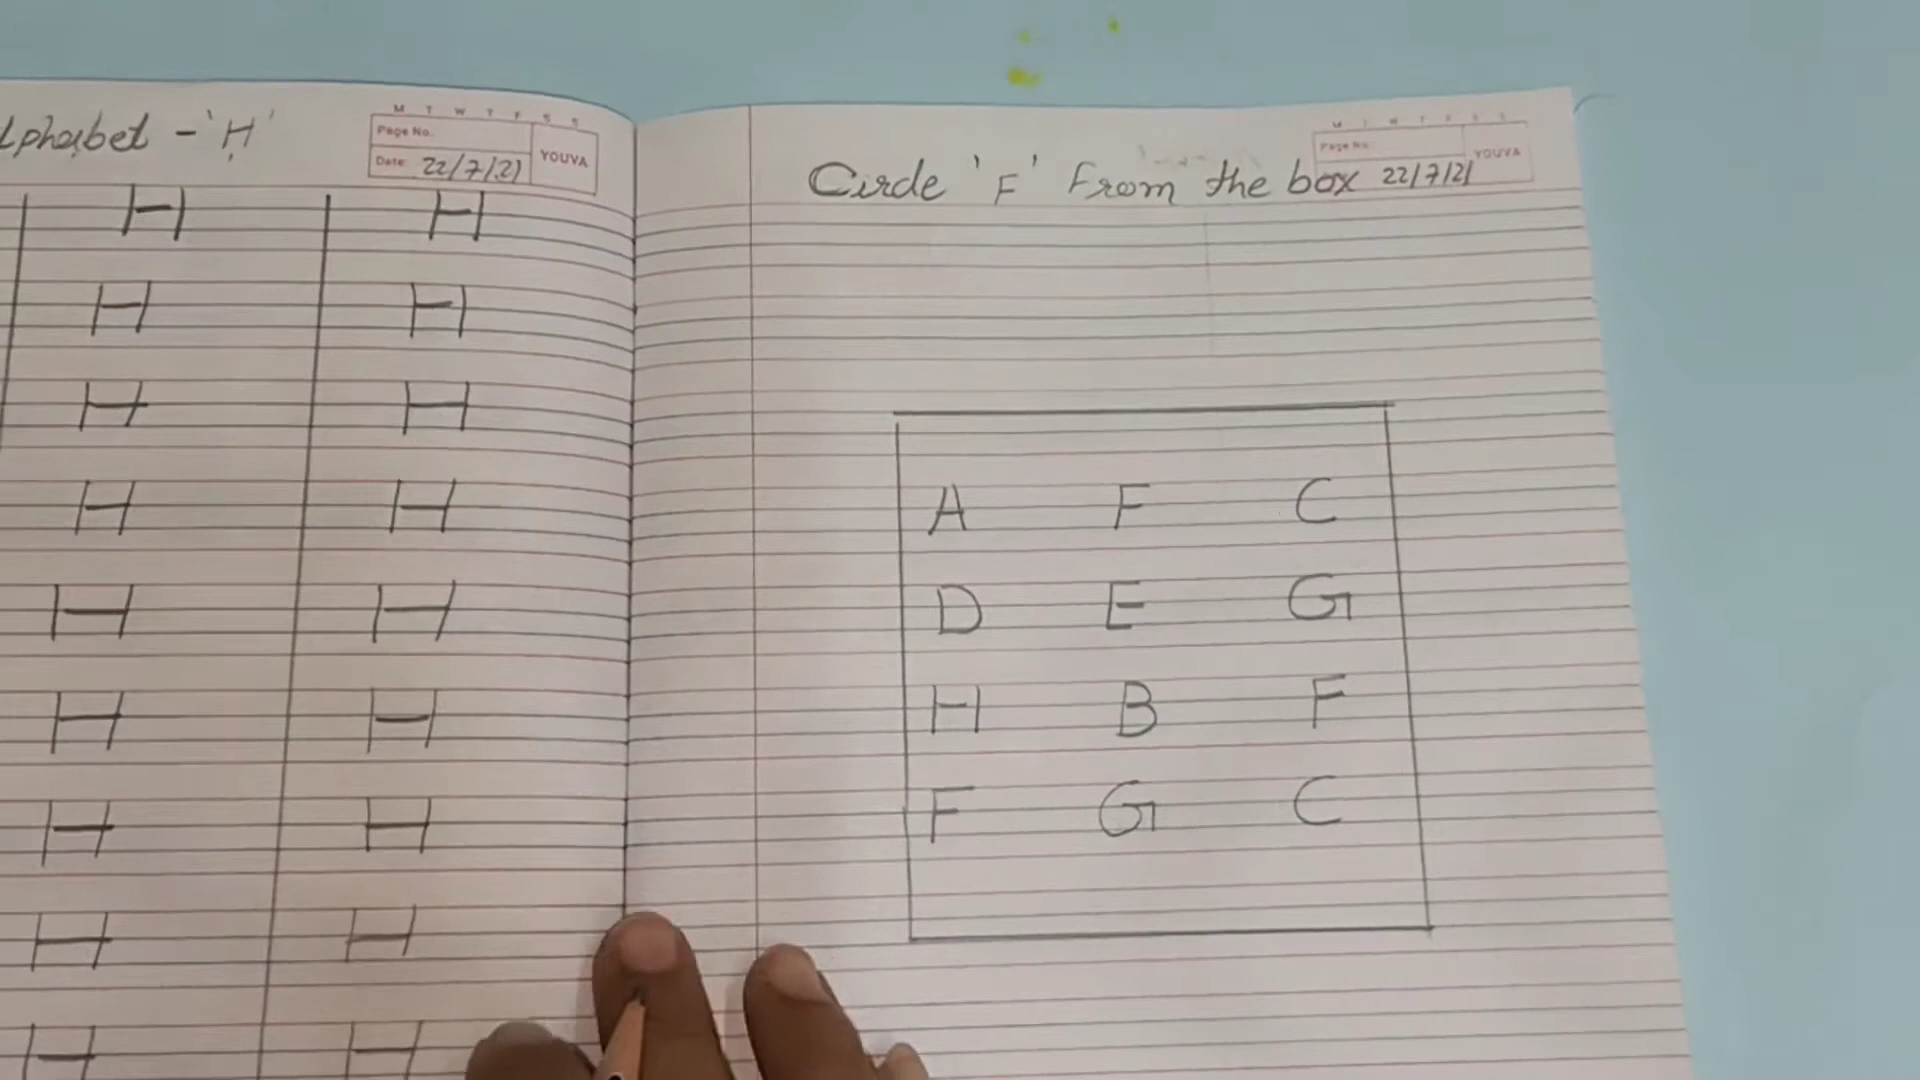 lphabet - 'H'
M T W T F S S
Page No.:
Date: 22/7/21
YOUVA
H H
H H
H H
H H
H H
H H
H H
H H
H H
M T W T F S S
Page No.:
YOUVA
Circle 'F' From the box 22/7/21
A F C
D E G
H B F
F G C